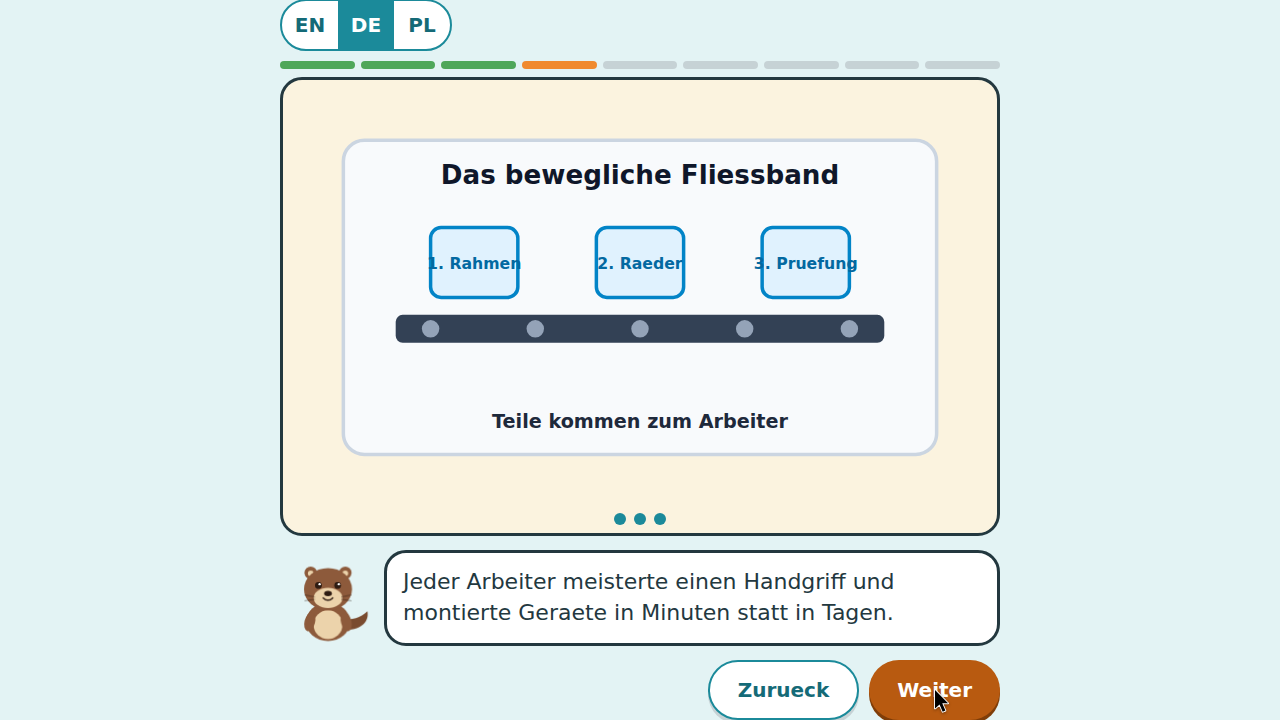 EN DE PL
Das bewegliche Fliessband
1. Rahmen 2. Raeder 3. Pruefung
Teile kommen zum Arbeiter
Jeder Arbeiter meisterte einen Handgriff und
montierte Geraete in Minuten statt in Tagen.
Zurueck Weiter